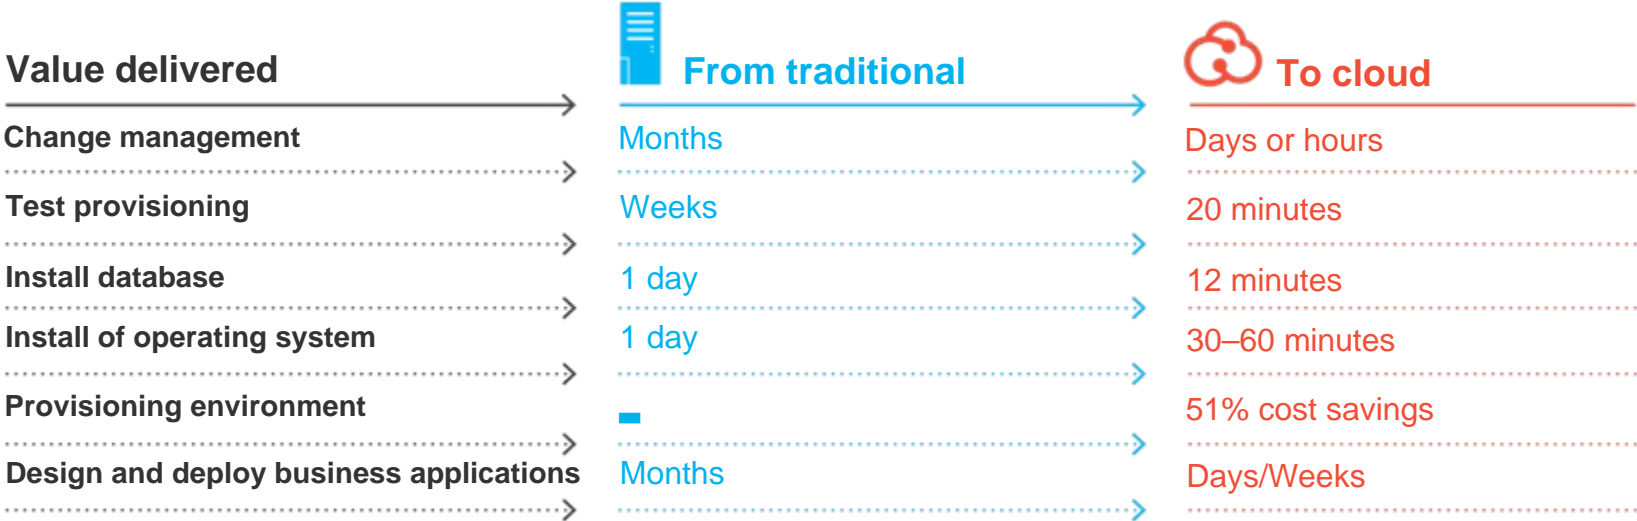 Value delivered From traditional To cloud
Change management Months Days or hours
Test provisioning Weeks 20 minutes
Install database 1 day 12 minutes
Install of operating system 1 day 30–60 minutes
Provisioning environment - 51% cost savings
Design and deploy business applications Months Days/Weeks